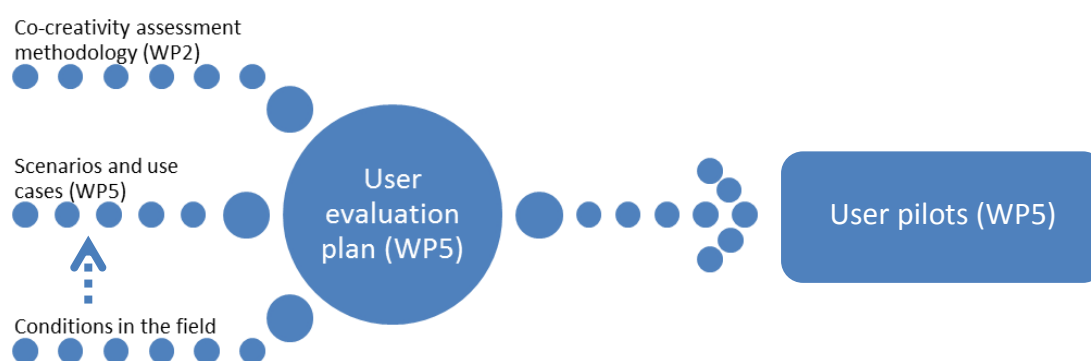 Co-creativity assessment
methodology (WP2)
Scenarios and use
cases (WP5)
Conditions in the field
User
evaluation
plan (WP5)
User pilots (WP5)